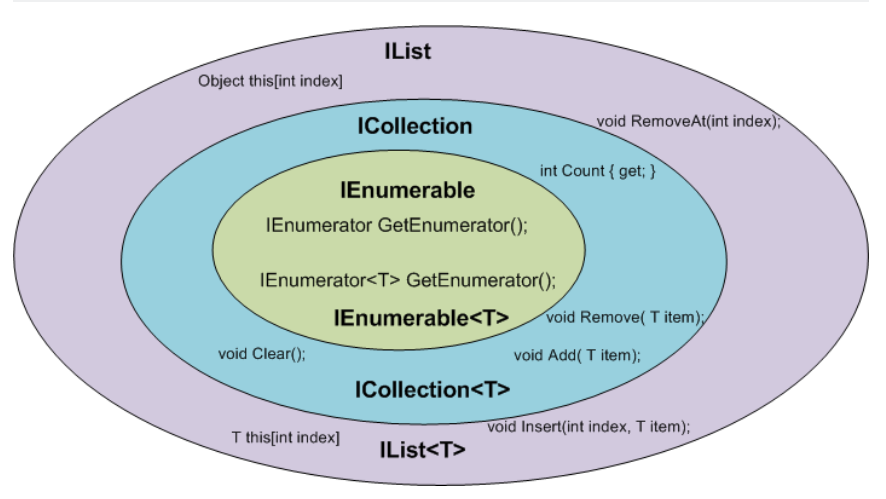 IList
Object this[int index]
ICollection
void RemoveAt(int index);
int Count { get; }
IEnumerable
IEnumerator GetEnumerator();
IEnumerator<T> GetEnumerator();
IEnumerable<T>
void Remove( T item);
void Clear();
void Add( T item);
ICollection<T>
void Insert(int index, T item);
T this[int index]
IList<T>